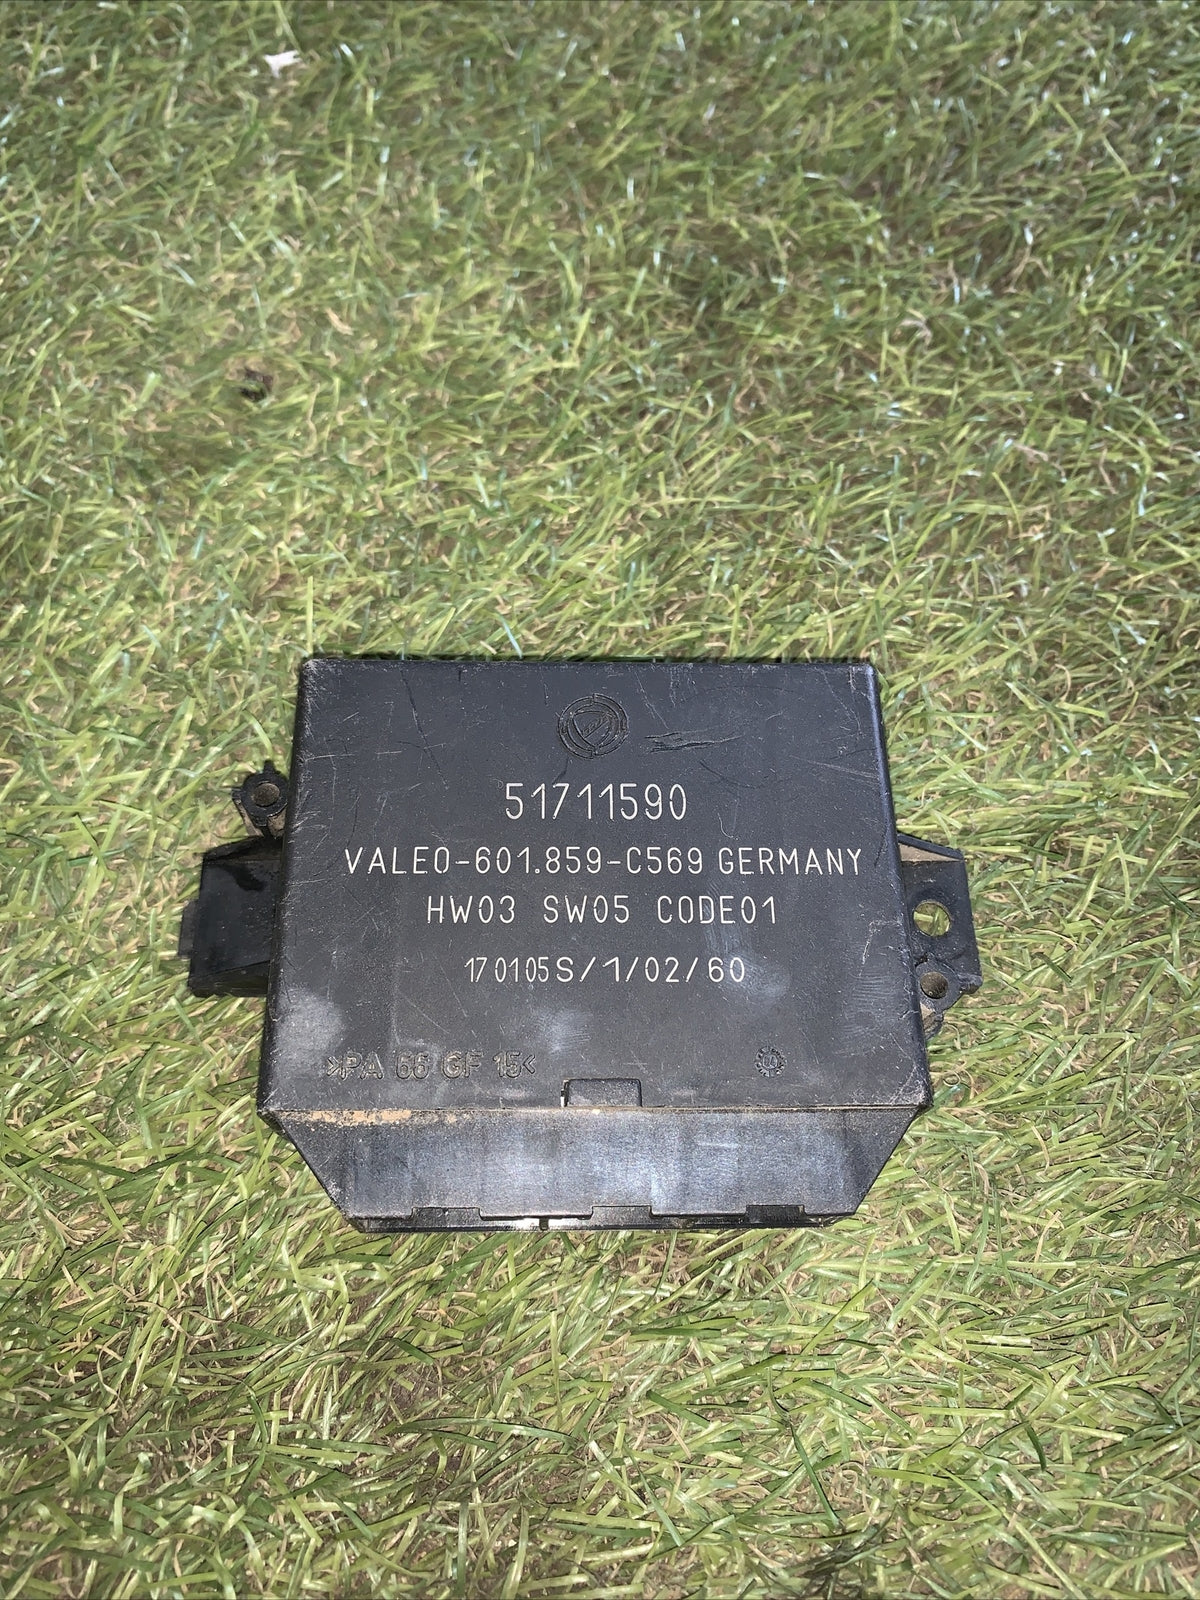 51711590
VALEO-601.859-C569 GERMANY
HW03 SW05 CODE01
170105S/1/02/60
>PA 66 GF 15<